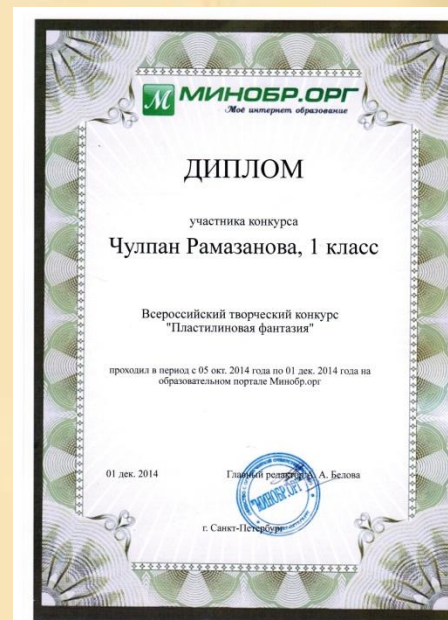 МИНОБР.ОРГ
Моё интернет образование
ДИПЛОМ
участника конкурса
Чулпан Рамазанова, 1 класс
Всероссийский творческий конкурс
"Пластилиновая фантазия"
проходил в период с 05 окт. 2014 года по 01 дек. 2014 года на
образовательном портале Минобр.орг
01 дек. 2014 Главный редактор А. А. Белова
"МИНОБР.ОРГ"
г. Санкт-Петербург